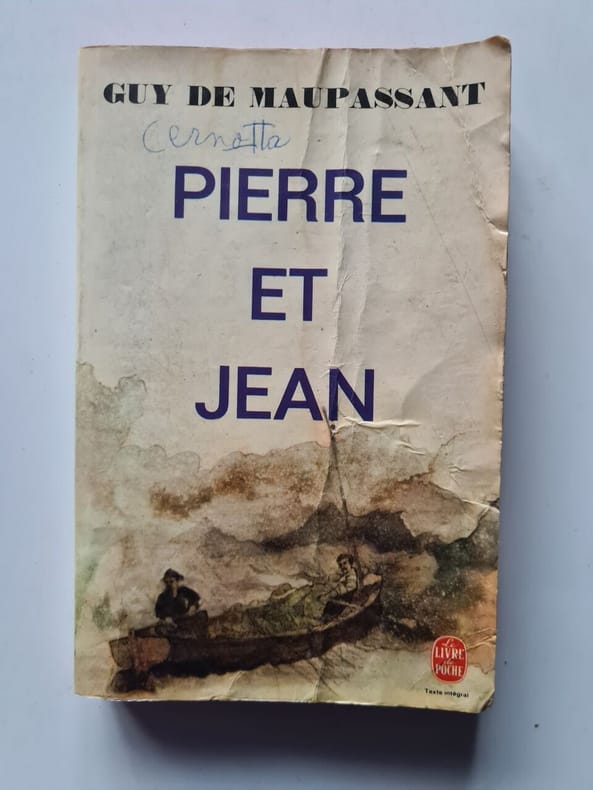 GUY DE MAUPASSANT
Cernotta
PIERRE
ET
JEAN
Le
LIVRE
de
POCHE
Texte intégral